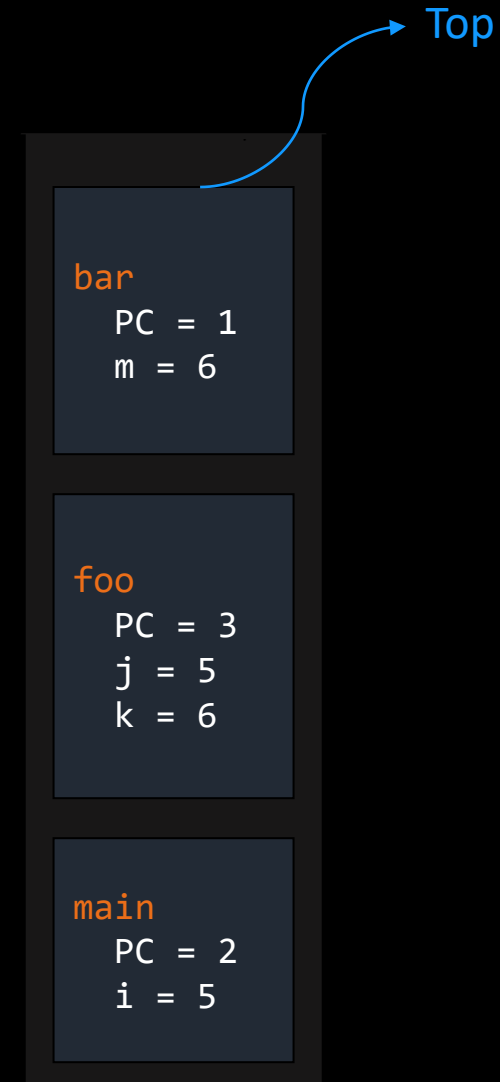 Top
bar
PC = 1
m = 6
foo
PC = 3
j = 5
k = 6
main
PC = 2
i = 5